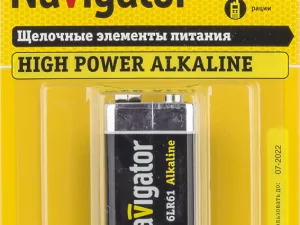 Navigator
рации
Щелочные элементы питания
HIGH POWER ALKALINE
Navigator
6LR61 Alkaline
07-2022